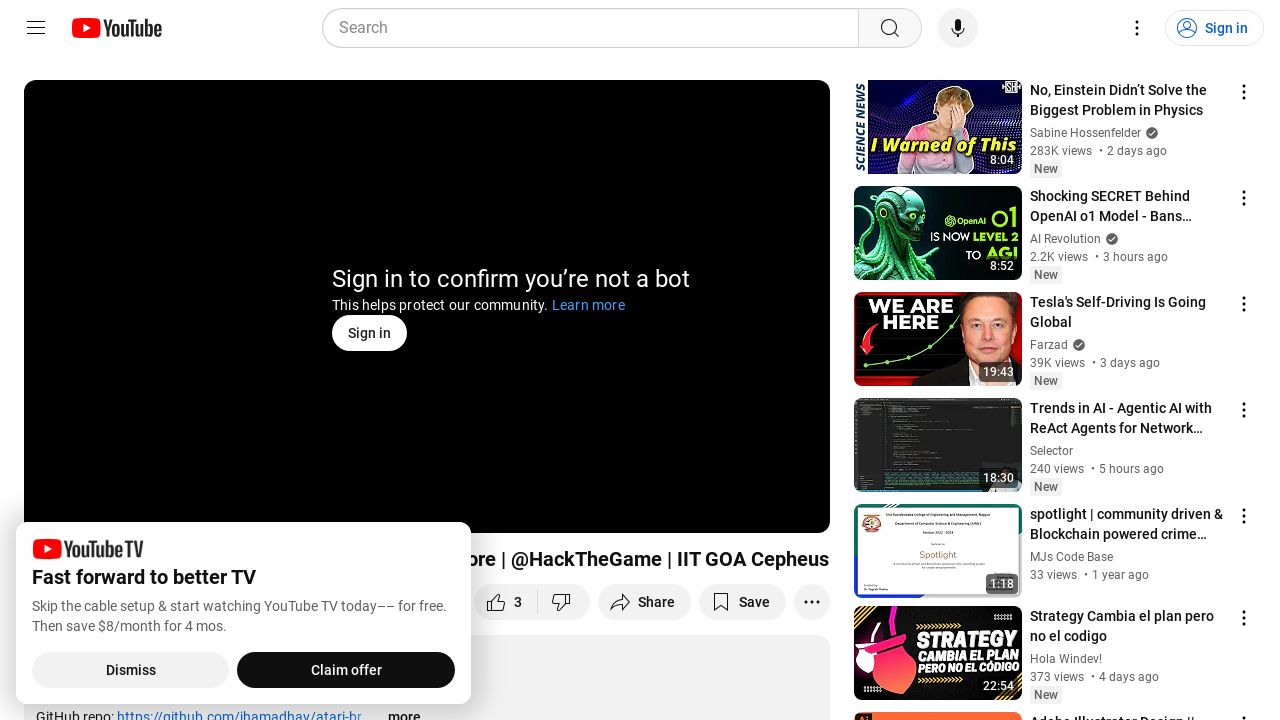 YouTube
Search
Sign in
Sign in to confirm you’re not a bot
This helps protect our community. Learn more
Sign in
ore | @HackTheGame | IIT GOA Cepheus
3
Share
Save
YouTube TV
Fast forward to better TV
Skip the cable setup & start watching YouTube TV today–– for free.
Then save $8/month for 4 mos.
Dismiss
Claim offer
GitHub repo: https://github.com/jhamadhav/atari-br
more
SCIENCE NEWS
I Warned of This
8:04
No, Einstein Didn’t Solve the
Biggest Problem in Physics
Sabine Hossenfelder
283K views • 2 days ago
New
OpenAI o1
IS NOW LEVEL 2
TO AGI
8:52
Shocking SECRET Behind
OpenAI o1 Model - Bans…
AI Revolution
2.2K views • 3 hours ago
New
WE ARE
HERE
19:43
Tesla's Self-Driving Is Going
Global
Farzad
39K views • 3 days ago
New
18:30
Trends in AI - Agentic AI with
ReAct Agents for Network…
Selector
240 views • 5 hours ago
New
Spotlight
1:18
spotlight | community driven &
Blockchain powered crime…
MJs Code Base
33 views • 1 year ago
STRATEGY
CAMBIA EL PLAN
PERO NO EL CÓDIGO
22:54
Strategy Cambia el plan pero
no el codigo
Hola Windev!
373 views • 4 days ago
New
Ai
Adobe Illustrator Design ||